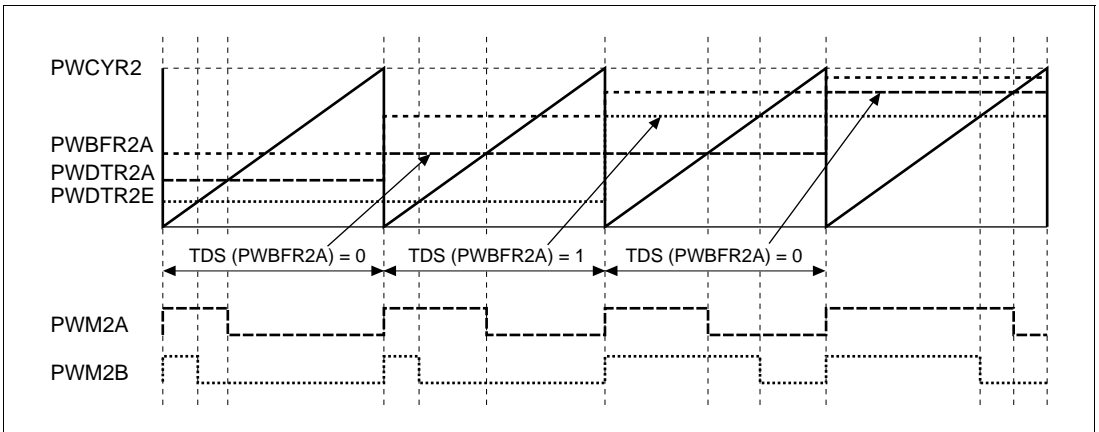 PWCYR2
PWBFR2A
PWDTR2A
PWDTR2E
TDS (PWBFR2A) = 0
TDS (PWBFR2A) = 1
TDS (PWBFR2A) = 0
PWM2A
PWM2B